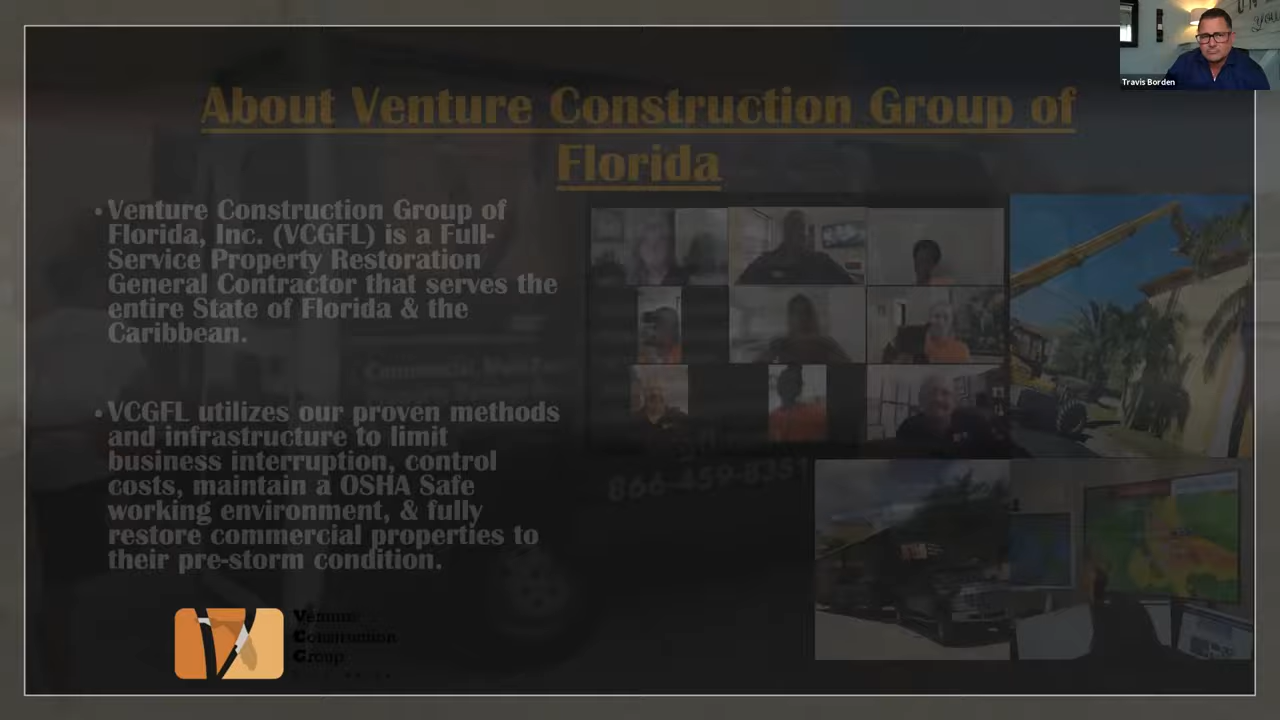 About Venture Construction Group of
Florida
• Venture Construction Group of
Florida, Inc. (VCGFL) is a Full-
Service Property Restoration
General Contractor that serves the
entire State of Florida & the
Caribbean.
• VCGFL utilizes our proven methods
and infrastructure to limit
business interruption, control
costs, maintain a OSHA Safe
working environment, & fully
restore commercial properties to
their pre-storm condition.
866-459-8351
Venture
Construction
Group
Travis Borden